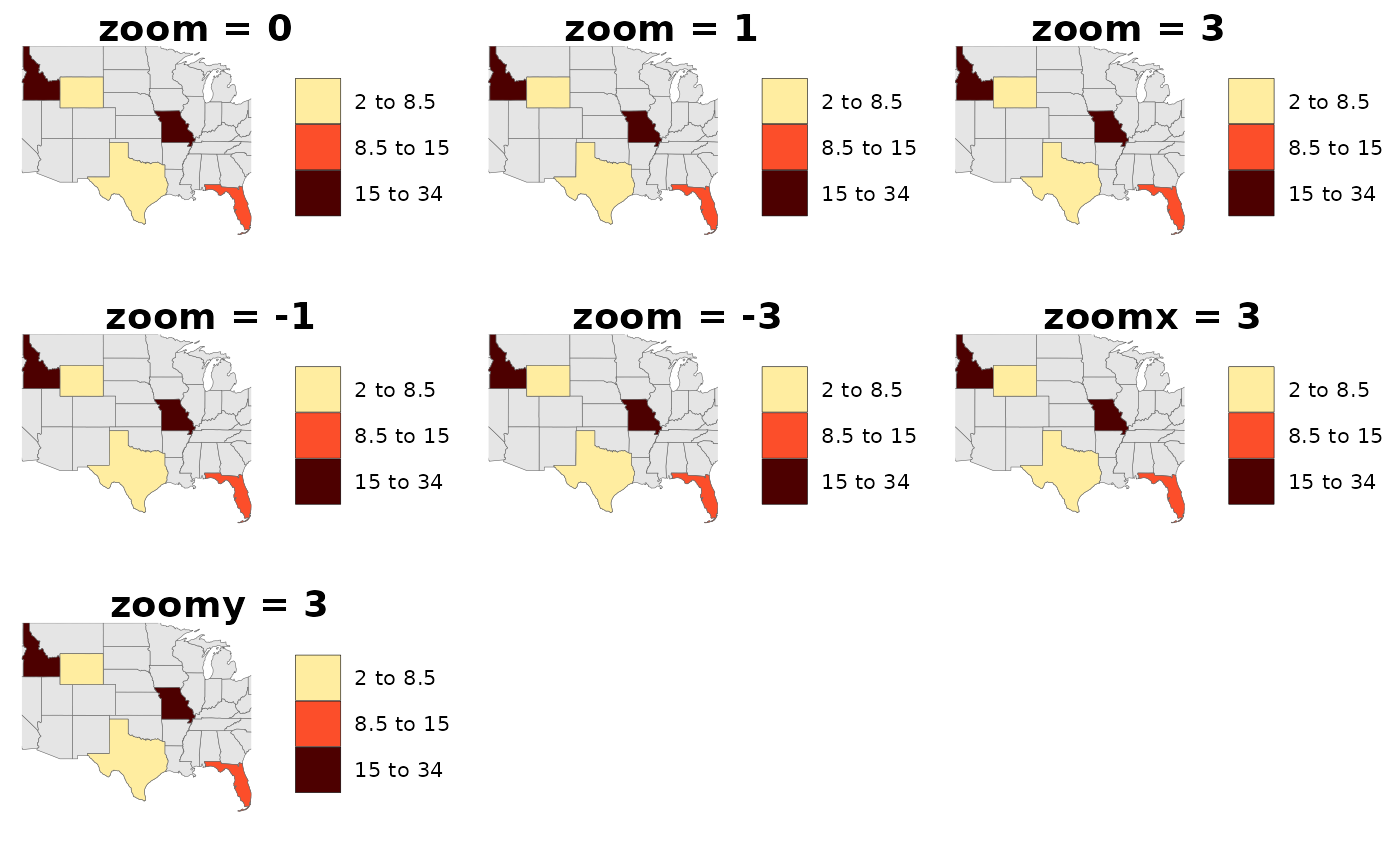 zoom = 0
2 to 8.5
8.5 to 15
15 to 34
zoom = 1
2 to 8.5
8.5 to 15
15 to 34
zoom = 3
2 to 8.5
8.5 to 15
15 to 34
zoom = -1
2 to 8.5
8.5 to 15
15 to 34
zoom = -3
2 to 8.5
8.5 to 15
15 to 34
zoomx = 3
2 to 8.5
8.5 to 15
15 to 34
zoomy = 3
2 to 8.5
8.5 to 15
15 to 34